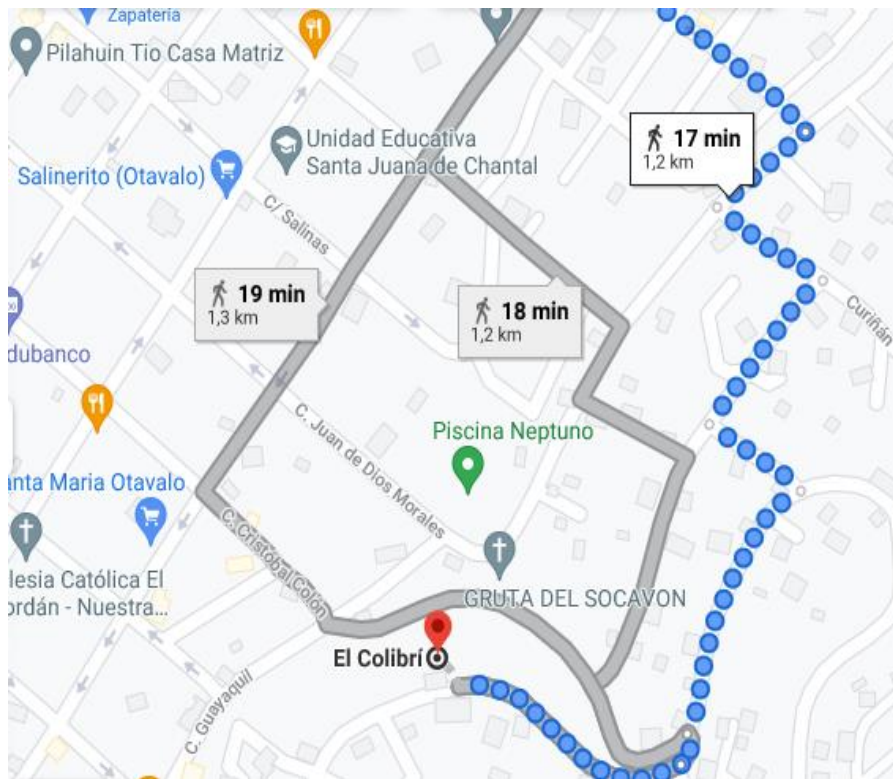 Zapatería
Pilahuin Tio Casa Matriz
Unidad Educativa
Santa Juana de Chantal
17 min
1,2 km
Salinerito (Otavalo)
C/ Salinas
19 min
1,3 km
18 min
1,2 km
Curiñán
dubanco
C. Juan de Dios Morales
Piscina Neptuno
anta Maria Otavalo
C. Cristóbal Colón
lesia Católica El
ordán - Nuestra...
GRUTA DEL SOCAVON
El Colibrí
C. Guayaquil